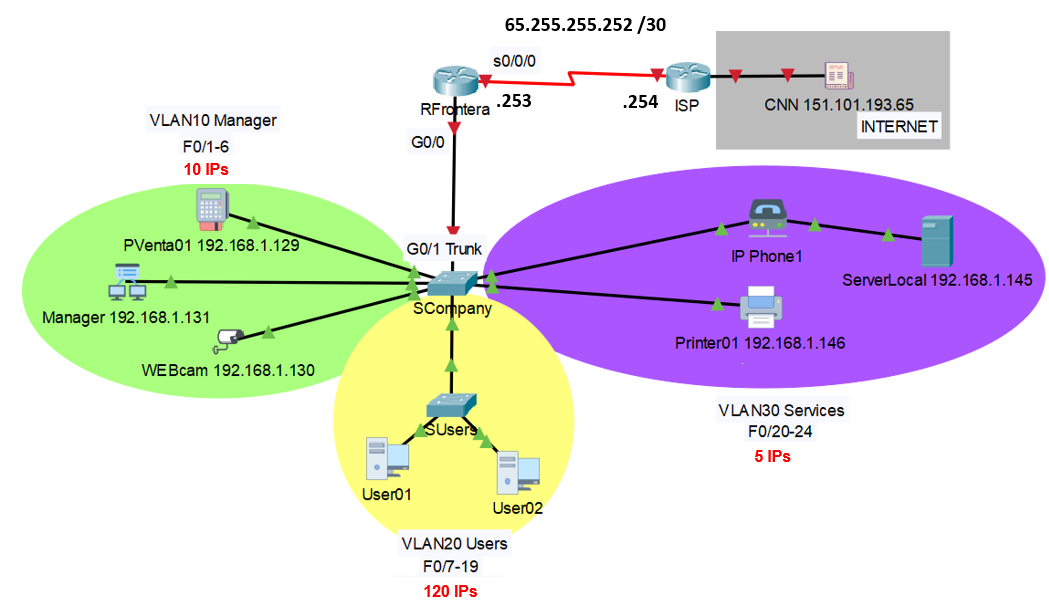 65.255.255.252 /30
s0/0/0
.253
.254
RFrontera
ISP
CNN 151.101.193.65
INTERNET
G0/0
VLAN10 Manager
F0/1-6
10 IPs
PVenta01 192.168.1.129
G0/1 Trunk
IP Phone1
ServerLocal 192.168.1.145
Manager 192.168.1.131
SCompany
Printer01 192.168.1.146
WEBcam 192.168.1.130
VLAN30 Services
F0/20-24
5 IPs
SUsers
User01
User02
VLAN20 Users
F0/7-19
120 IPs